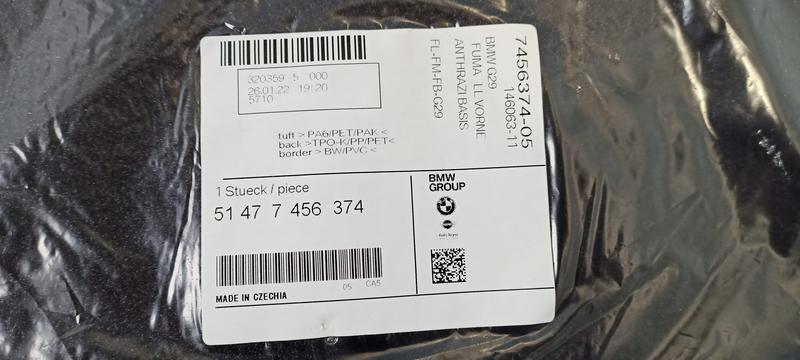 320359 5 000
26.01.22 19:20
5710
tuft > PA6/PET/PAK <
back >TPO-K/PP/PET<
border > BW/PVC <
7456374-05
146063-11
BMW G29
FUMA LL VORNE
ANTHRAZI BASIS
FL-FM-FB-G29
1 Stueck / piece
51 47 7 456 374
05 CA5
MADE IN CZECHIA
BMW
GROUP